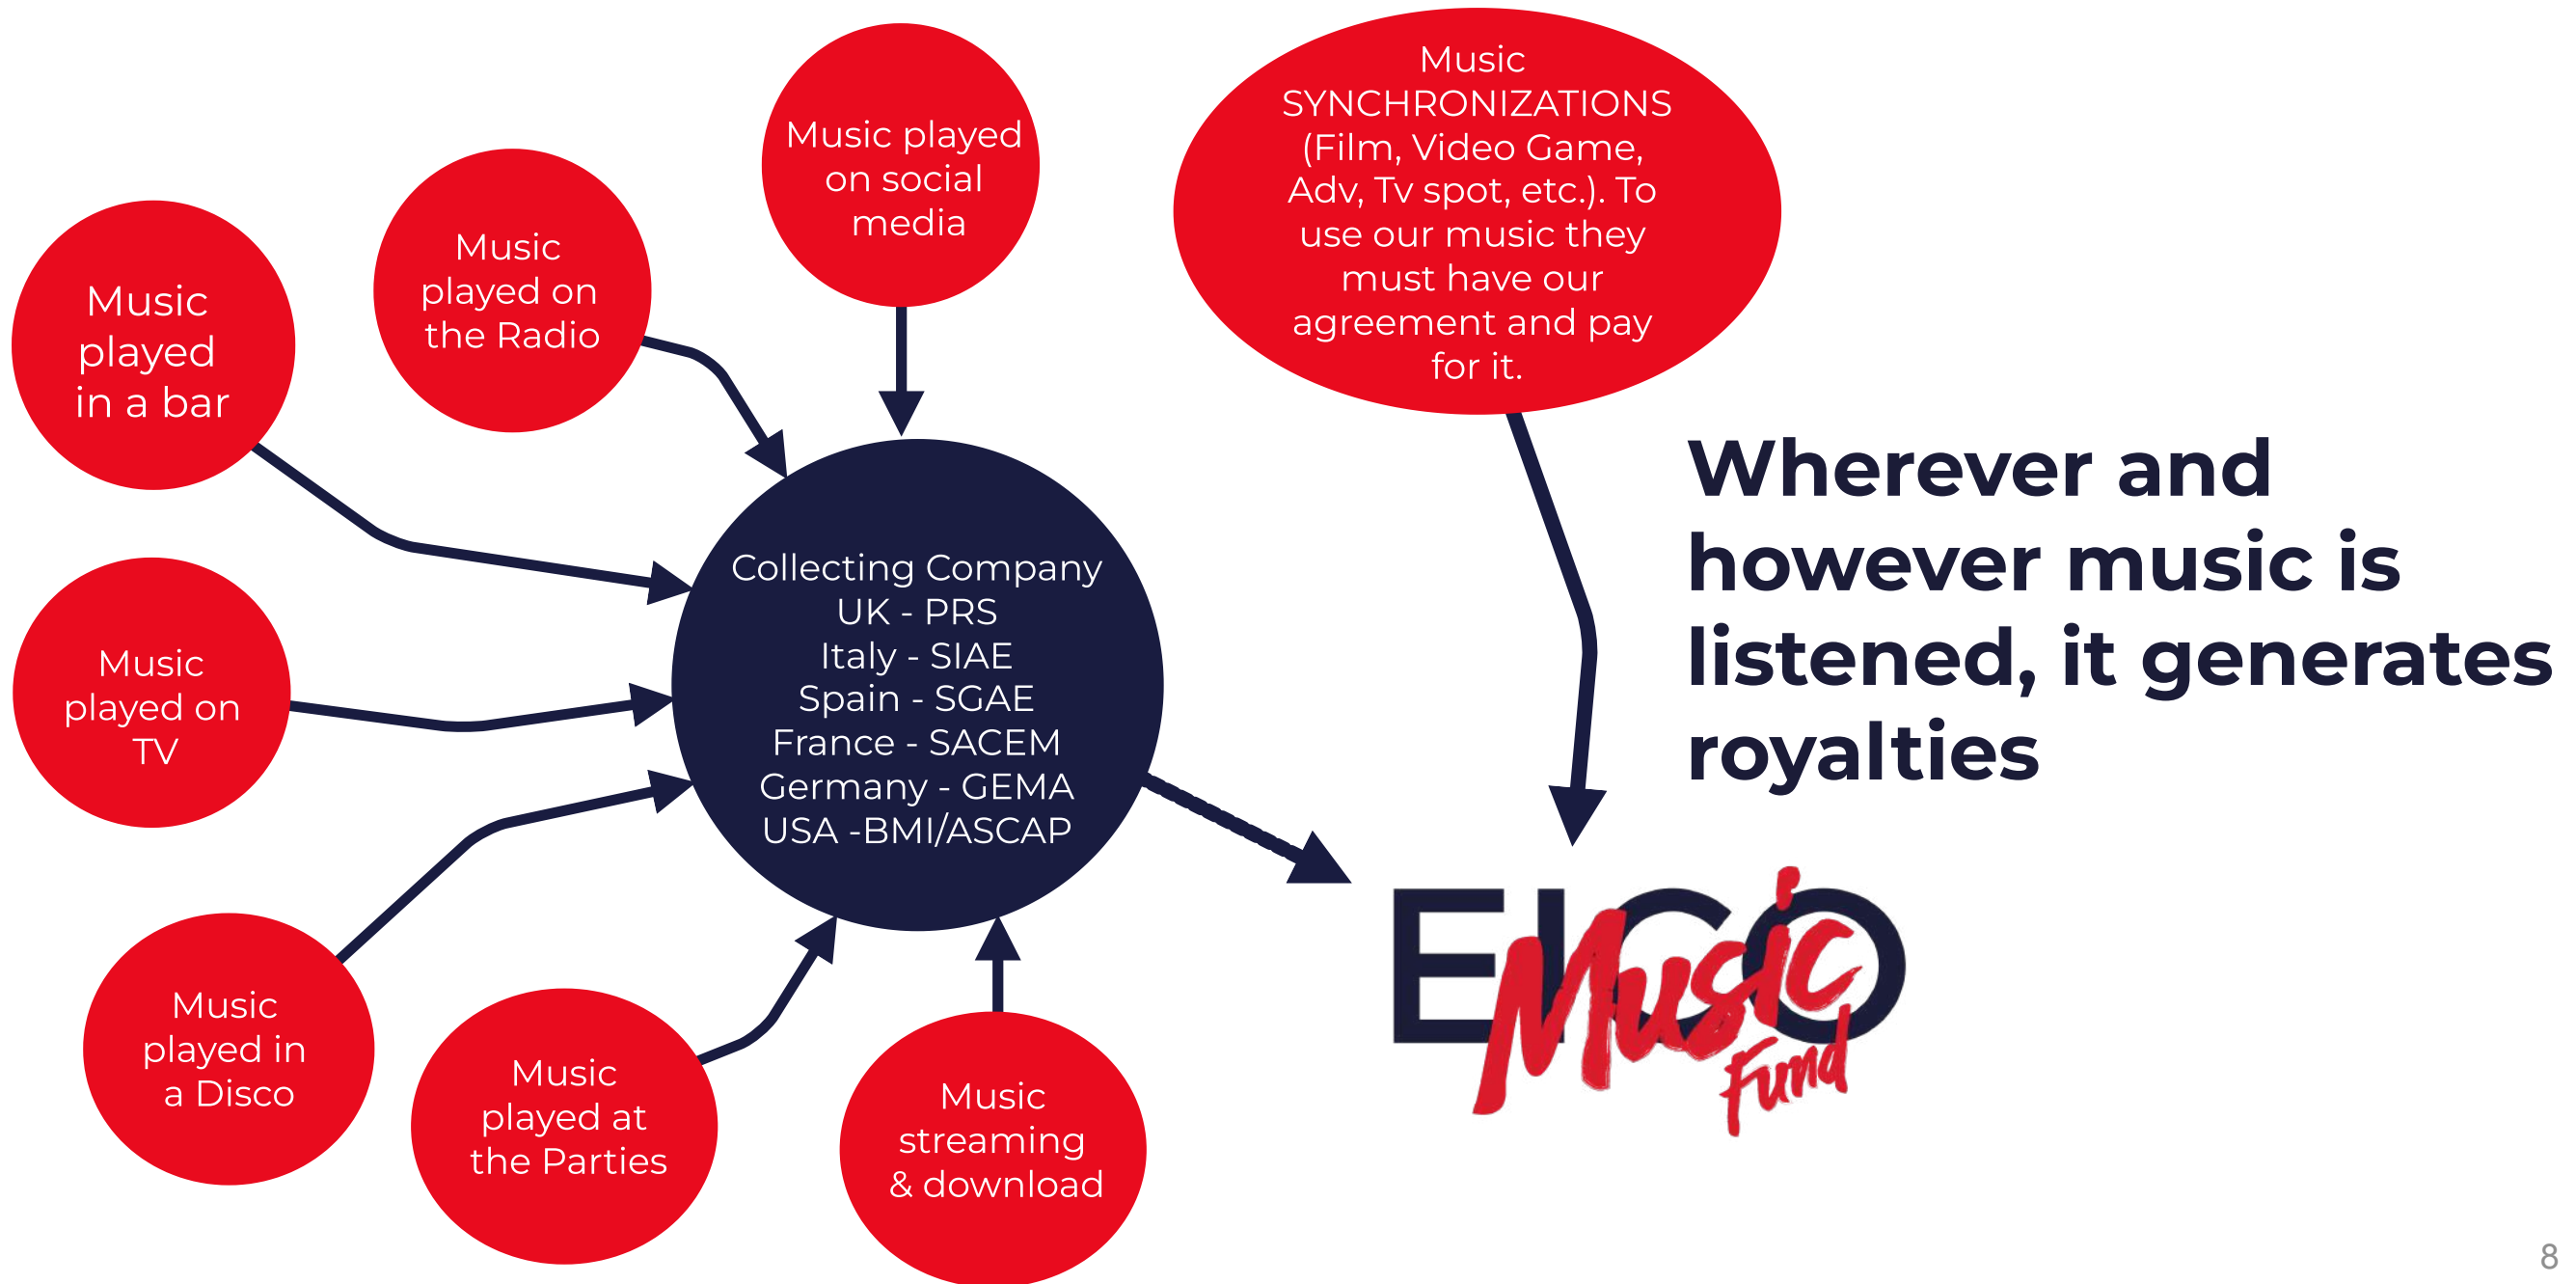 Music played
on social
media
Music
SYNCHRONIZATIONS
(Film, Video Game,
Adv, Tv spot, etc.). To
use our music they
must have our
agreement and pay
for it.
Music
played on
the Radio
Music
played
in a bar
Wherever and
however music is
listened, it generates
royalties
Collecting Company
UK - PRS
Italy - SIAE
Spain - SGAE
France - SACEM
Germany - GEMA
USA -BMI/ASCAP
Music
played on
TV
EICO
Music
Fund
Music
played in
a Disco
Music
played at
the Parties
Music
streaming
& download
8